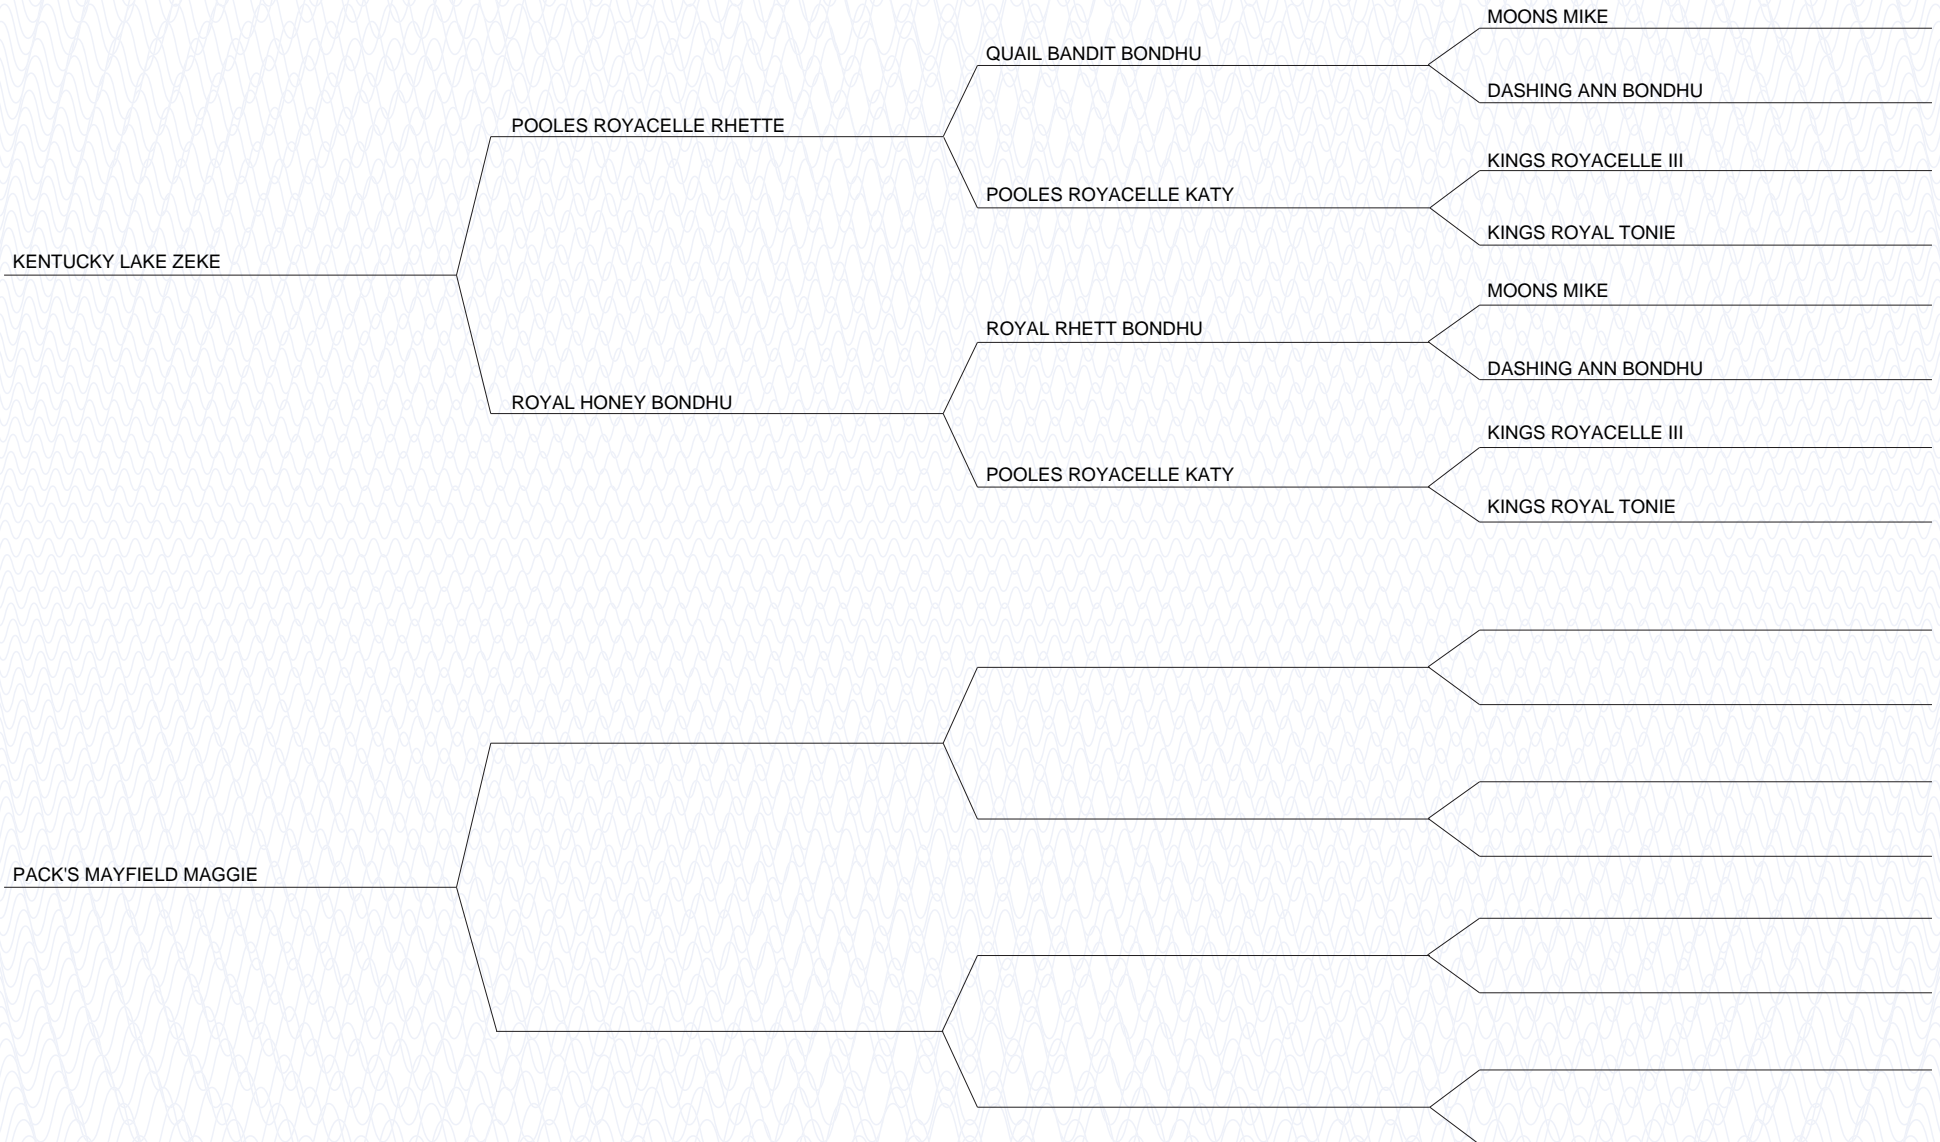 MOONS MIKE
QUAIL BANDIT BONDHU
DASHING ANN BONDHU
POOLES ROYACELLE RHETTE
KINGS ROYACELLE III
POOLES ROYACELLE KATY
KINGS ROYAL TONIE
KENTUCKY LAKE ZEKE
MOONS MIKE
ROYAL RHETT BONDHU
DASHING ANN BONDHU
ROYAL HONEY BONDHU
KINGS ROYACELLE III
POOLES ROYACELLE KATY
KINGS ROYAL TONIE
PACK'S MAYFIELD MAGGIE